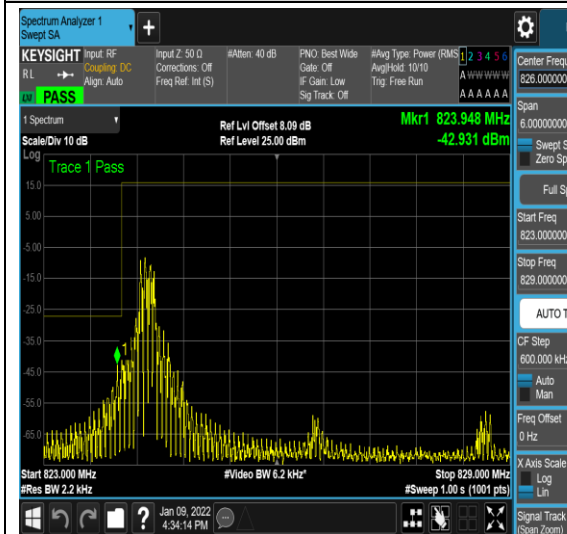 Spectrum Analyzer 1
Swept SA
+
KEYSIGHT
RL
LXI
PASS
Input: RF
Coupling: DC
Align: Auto
Input Z: 50 Ω
Corrections: Off
Freq Ref: Int (S)
#Atten: 40 dB
PNO: Best Wide
Gate: Off
IF Gain: Low
Sig Track: Off
#Avg Type: Power (RMS
Avg|Hold: 10/10
Trig: Free Run
1 2 3 4 5 6
A W W W W W
A A A A A A
1 Spectrum
Scale/Div 10 dB
Ref Lvl Offset 8.09 dB
Ref Level 25.00 dBm
Mkr1 823.948 MHz
-42.931 dBm
Log
Trace 1 Pass
15.0
5.00
-5.00
-15.0
-25.0
-35.0
-45.0
-55.0
-65.0
1
Start 823.000 MHz
#Res BW 2.2 kHz
#Video BW 6.2 kHz*
Stop 829.000 MHz
#Sweep 1.00 s (1001 pts)
?
Jan 09, 2022
4:34:14 PM
Center Frequ
826.000000
Span
6.00000000
Swept S
Zero Sp
Full Sp
Start Freq
823.000000
Stop Freq
829.000000
AUTO T
CF Step
600.000 kHz
Auto
Man
Freq Offset
0 Hz
X Axis Scale
Log
Lin
Signal Track
(Span Zoom)